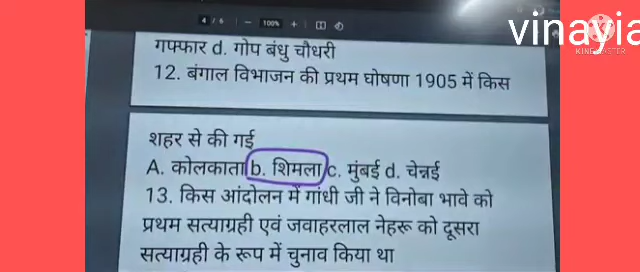 4 / 6 − 100% +
vinayia
KINEMASTER
गफ्फार d. गोप बंधु चौधरी
12. बंगाल विभाजन की प्रथम घोषणा 1905 में किस
शहर से की गई
A. कोलकाता b. शिमला c. मुंबई d. चेन्नई
13. किस आंदोलन में गांधी जी ने विनोबा भावे को
प्रथम सत्याग्रही एवं जवाहरलाल नेहरू को दूसरा
सत्याग्रही के रूप में चुनाव किया था